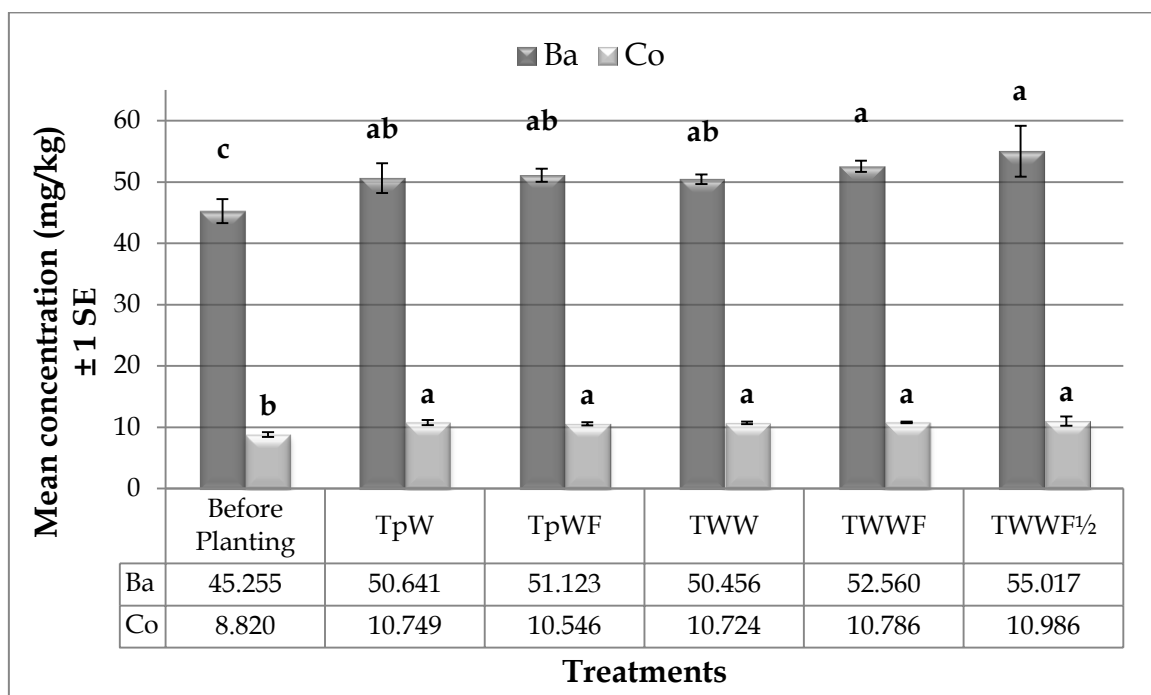 Ba Co
Mean concentration (mg/kg)
± 1 SE
60
50
40
30
20
10
0
c ab ab ab a a
b a a a a a
Before Planting TpW TpWF TWW TWWF TWWF½
Ba 45.255 50.641 51.123 50.456 52.560 55.017
Co 8.820 10.749 10.546 10.724 10.786 10.986
Treatments